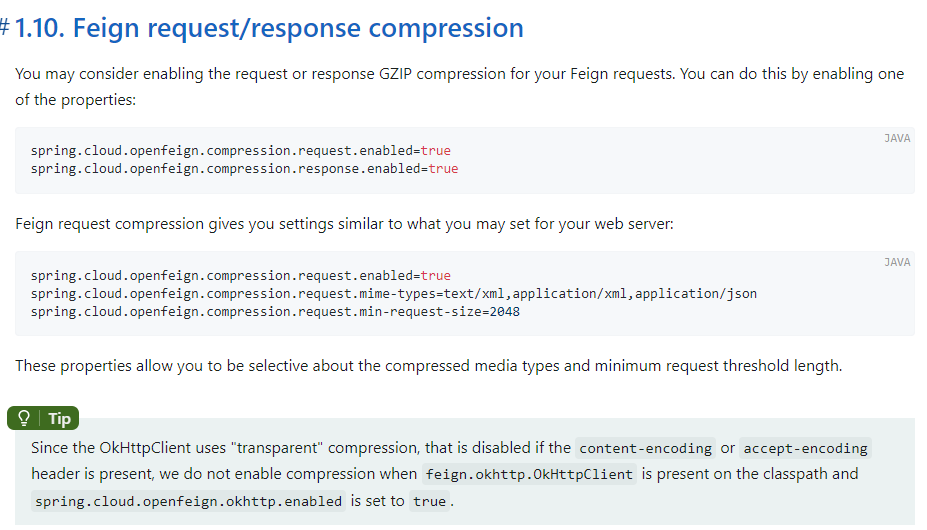 # 1.10. Feign request/response compression
You may consider enabling the request or response GZIP compression for your Feign requests. You can do this by enabling one
of the properties:
JAVA
spring.cloud.openfeign.compression.request.enabled=true
spring.cloud.openfeign.compression.response.enabled=true
Feign request compression gives you settings similar to what you may set for your web server:
JAVA
spring.cloud.openfeign.compression.request.enabled=true
spring.cloud.openfeign.compression.request.mime-types=text/xml,application/xml,application/json
spring.cloud.openfeign.compression.request.min-request-size=2048
These properties allow you to be selective about the compressed media types and minimum request threshold length.
Tip
Since the OkHttpClient uses "transparent" compression, that is disabled if the content-encoding or accept-encoding
header is present, we do not enable compression when feign.okhttp.OkHttpClient is present on the classpath and
spring.cloud.openfeign.okhttp.enabled is set to true.